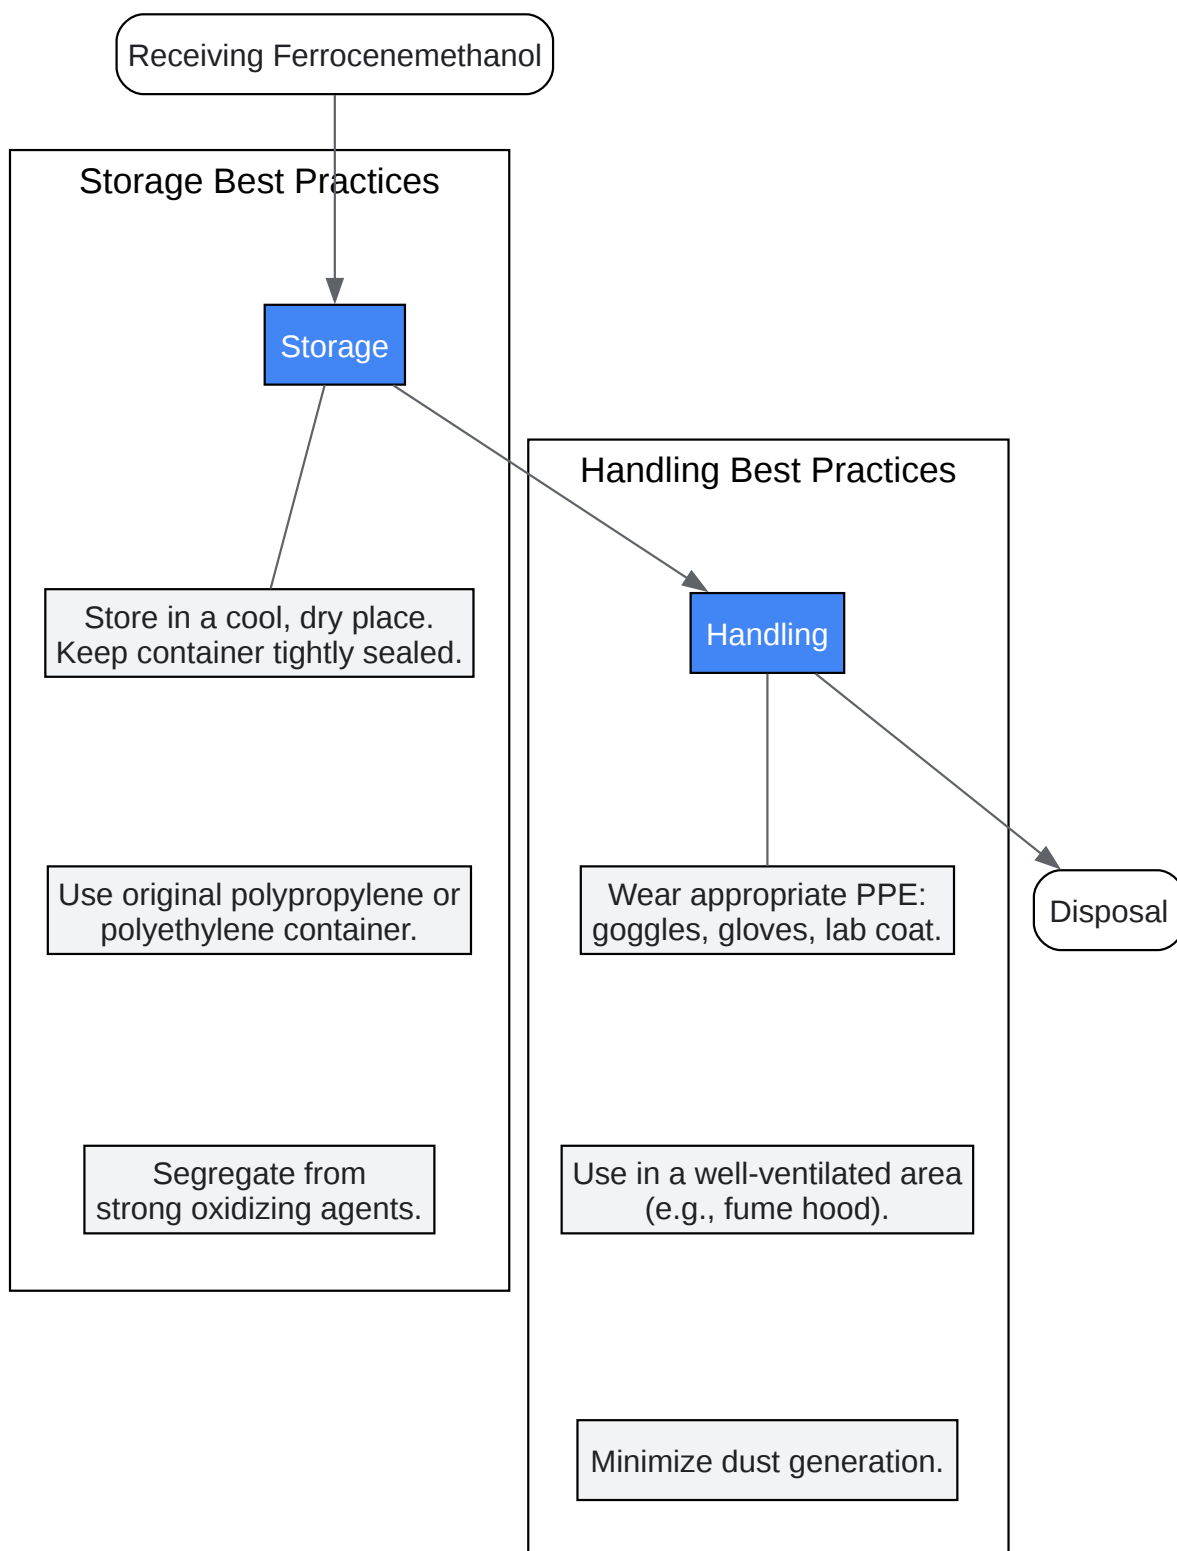 Receiving Ferrocenemethanol
Storage Best Practices
Storage
Store in a cool, dry place.
Keep container tightly sealed.
Use original polypropylene or
polyethylene container.
Segregate from
strong oxidizing agents.
Handling Best Practices
Handling
Wear appropriate PPE:
goggles, gloves, lab coat.
Use in a well-ventilated area
(e.g., fume hood).
Minimize dust generation.
Disposal